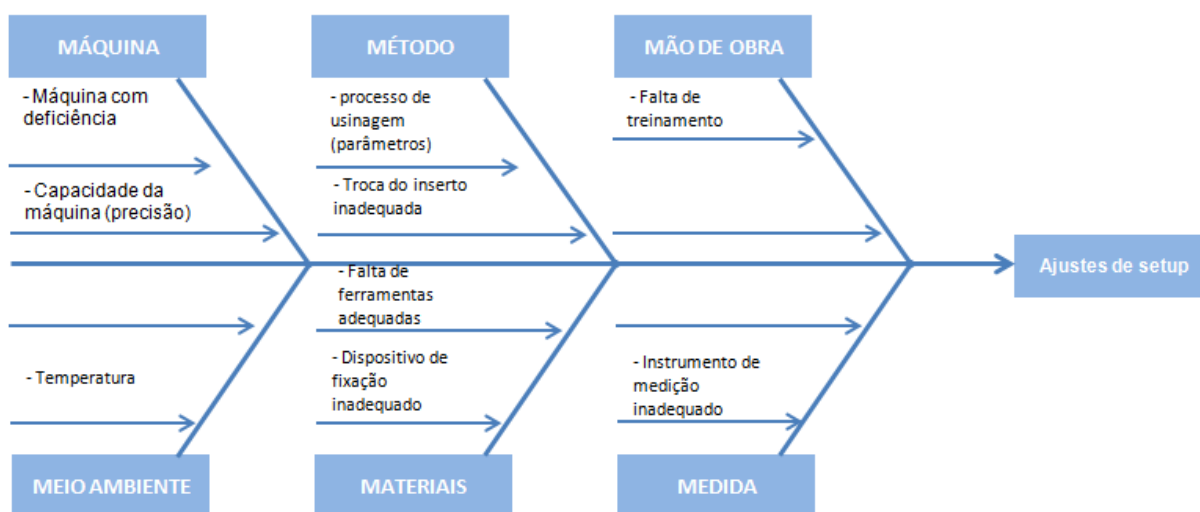 MÁQUINA
MÉTODO
MÃO DE OBRA
- Máquina com
deficiência
- Capacidade da
máquina (precisão)
- processo de
usinagem
(parâmetros)
- Troca do inserto
inadequada
- Falta de
treinamento
Ajustes de setup
- Temperatura
- Falta de
ferramentas
adequadas
- Dispositivo de
fixação
inadequado
- Instrumento de
medição
inadequado
MEIO AMBIENTE
MATERIAIS
MEDIDA